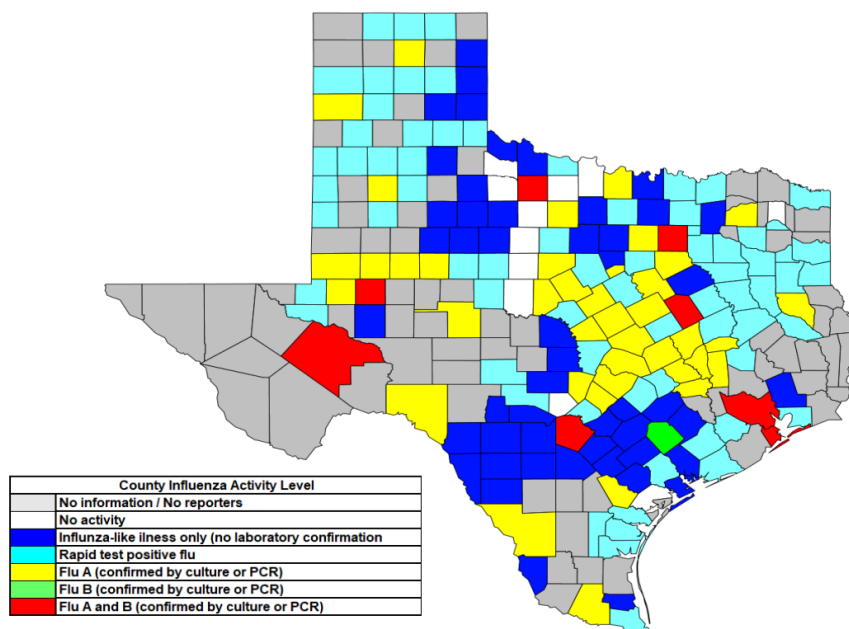 County Influenza Activity Level
No information / No reporters
No activity
Influnza-like ilness only (no laboratory confirmation
Rapid test positive flu
Flu A (confirmed by culture or PCR)
Flu B (confirmed by culture or PCR)
Flu A and B (confirmed by culture or PCR)